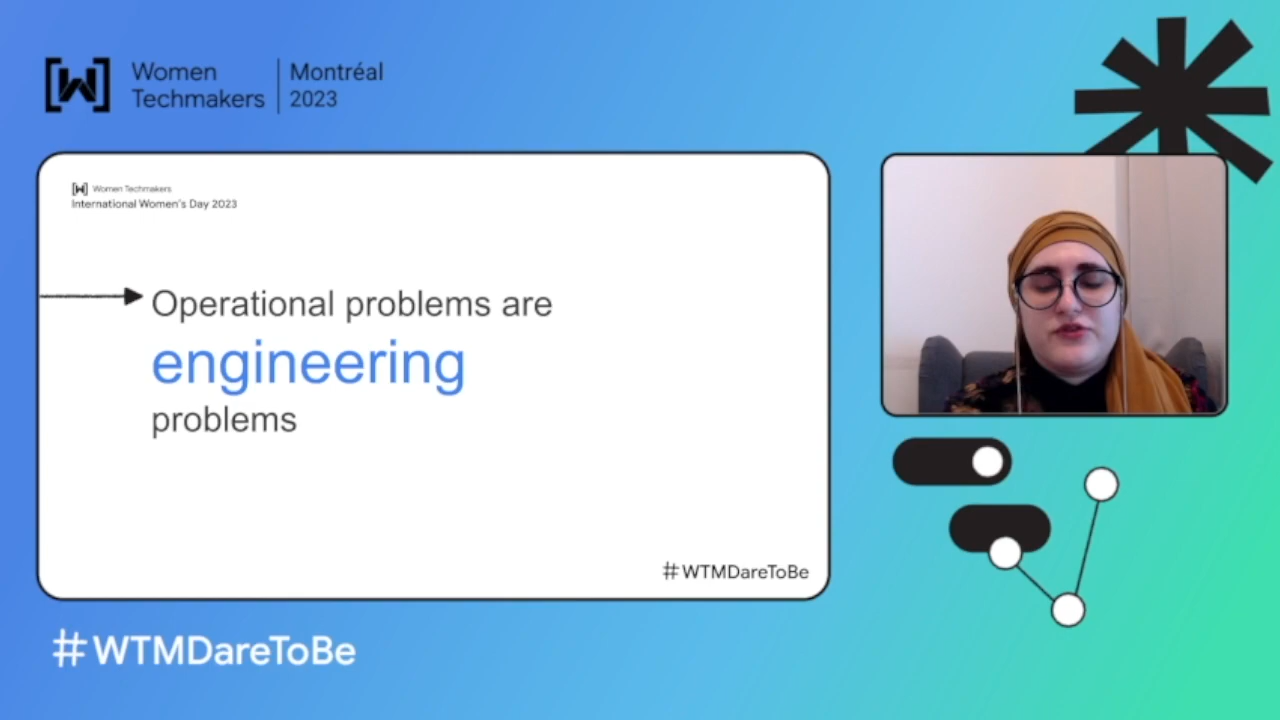 Women
Techmakers
Montréal
2023
Women Techmakers
International Women's Day 2023
Operational problems are
engineering
problems
#WTMDareToBe
#WTMDareToBe